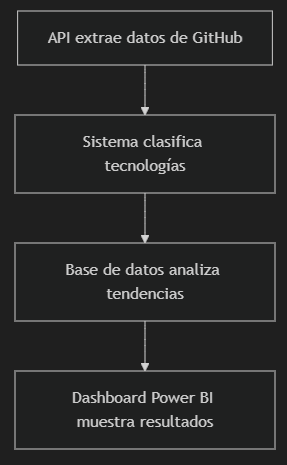 API extrae datos de GitHub
Sistema clasifica
tecnologías
Base de datos analiza
tendencias
Dashboard Power BI
muestra resultados